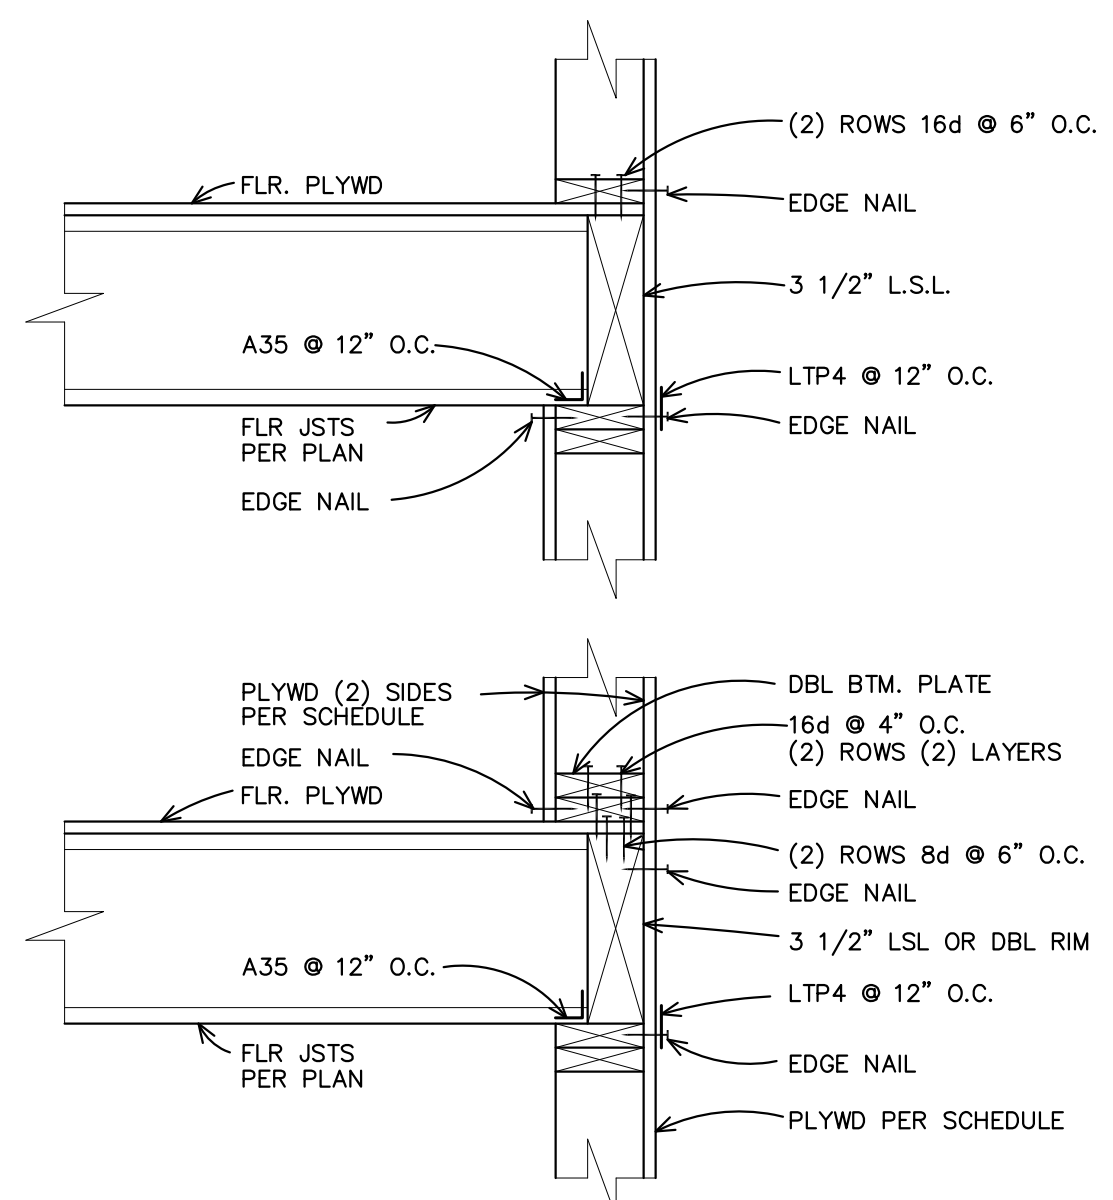 (2) ROWS 16d @ 6” O.C.
FLR. PLYWD
EDGE NAIL
3 1/2” L.S.L.
A35 @ 12” O.C.
LTP4 @ 12” O.C.
FLR JSTS
PER PLAN
EDGE NAIL
EDGE NAIL
PLYWD (2) SIDES
PER SCHEDULE
DBL BTM. PLATE
16d @ 4” O.C.
(2) ROWS (2) LAYERS
EDGE NAIL
FLR. PLYWD
EDGE NAIL
(2) ROWS 8d @ 6” O.C.
EDGE NAIL
3 1/2” LSL OR DBL RIM
A35 @ 12” O.C.
LTP4 @ 12” O.C.
FLR JSTS
PER PLAN
EDGE NAIL
PLYWD PER SCHEDULE